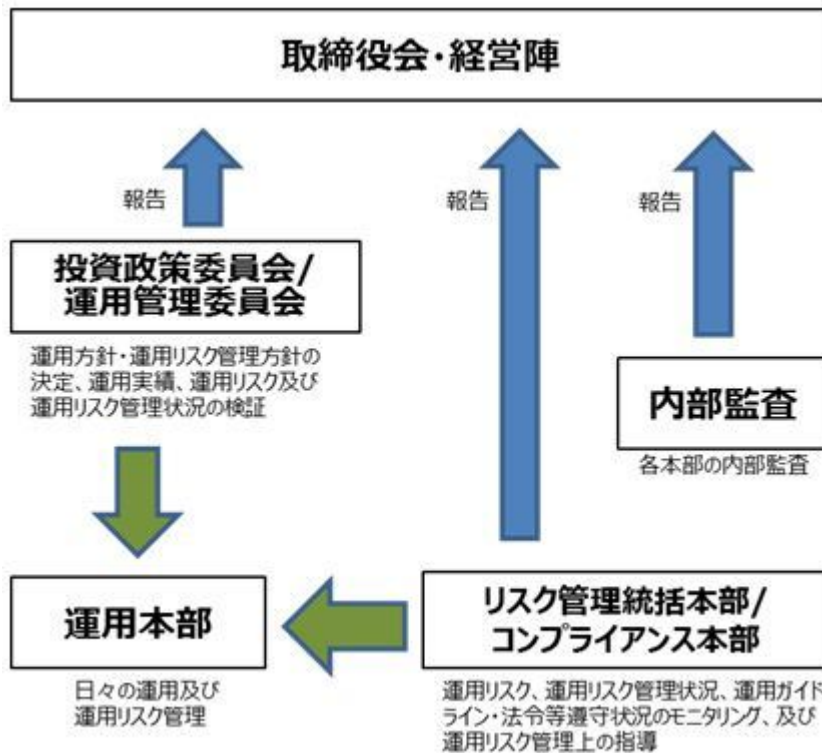 取締役会・経営陣
報告
報告
報告
投資政策委員会/
運用管理委員会
運用方針・運用リスク管理方針の
決定、運用実績、運用リスク及び
運用リスク管理状況の検証
内部監査
各本部の内部監査
運用本部
日々の運用及び
運用リスク管理
リスク管理統括本部/
コンプライアンス本部
運用リスク、運用リスク管理状況、運用ガイド
ライン・法令等遵守状況のモニタリング、及び
運用リスク管理上の指導